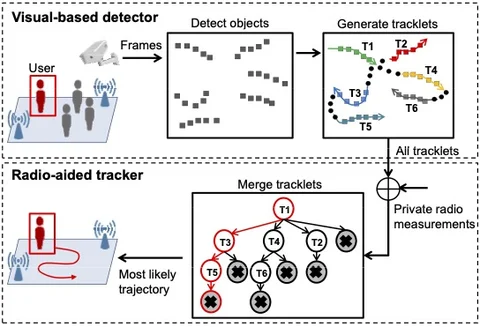 Visual-based detector
Detect objects
Generate tracklets
Frames
User
T1
T2
T4
T3
T6
T5
All tracklets
Radio-aided tracker
Merge tracklets
Private radio
measurements
T1
T3
T4
T2
T5
T6
Most likely
trajectory